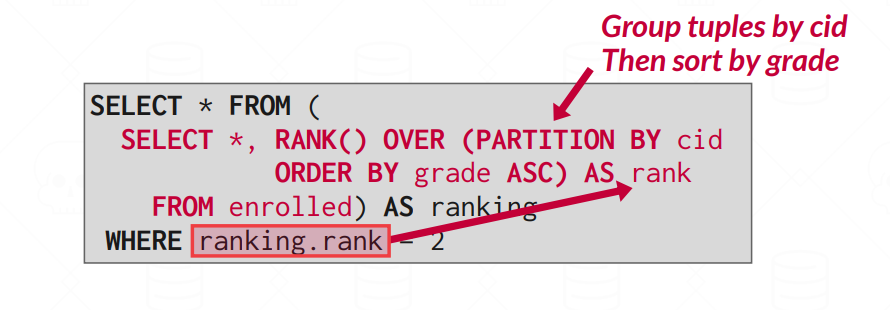 Group tuples by cid
Then sort by grade
SELECT * FROM (
SELECT *, RANK() OVER (PARTITION BY cid
ORDER BY grade ASC) AS rank
FROM enrolled) AS ranking
WHERE ranking.rank = 2